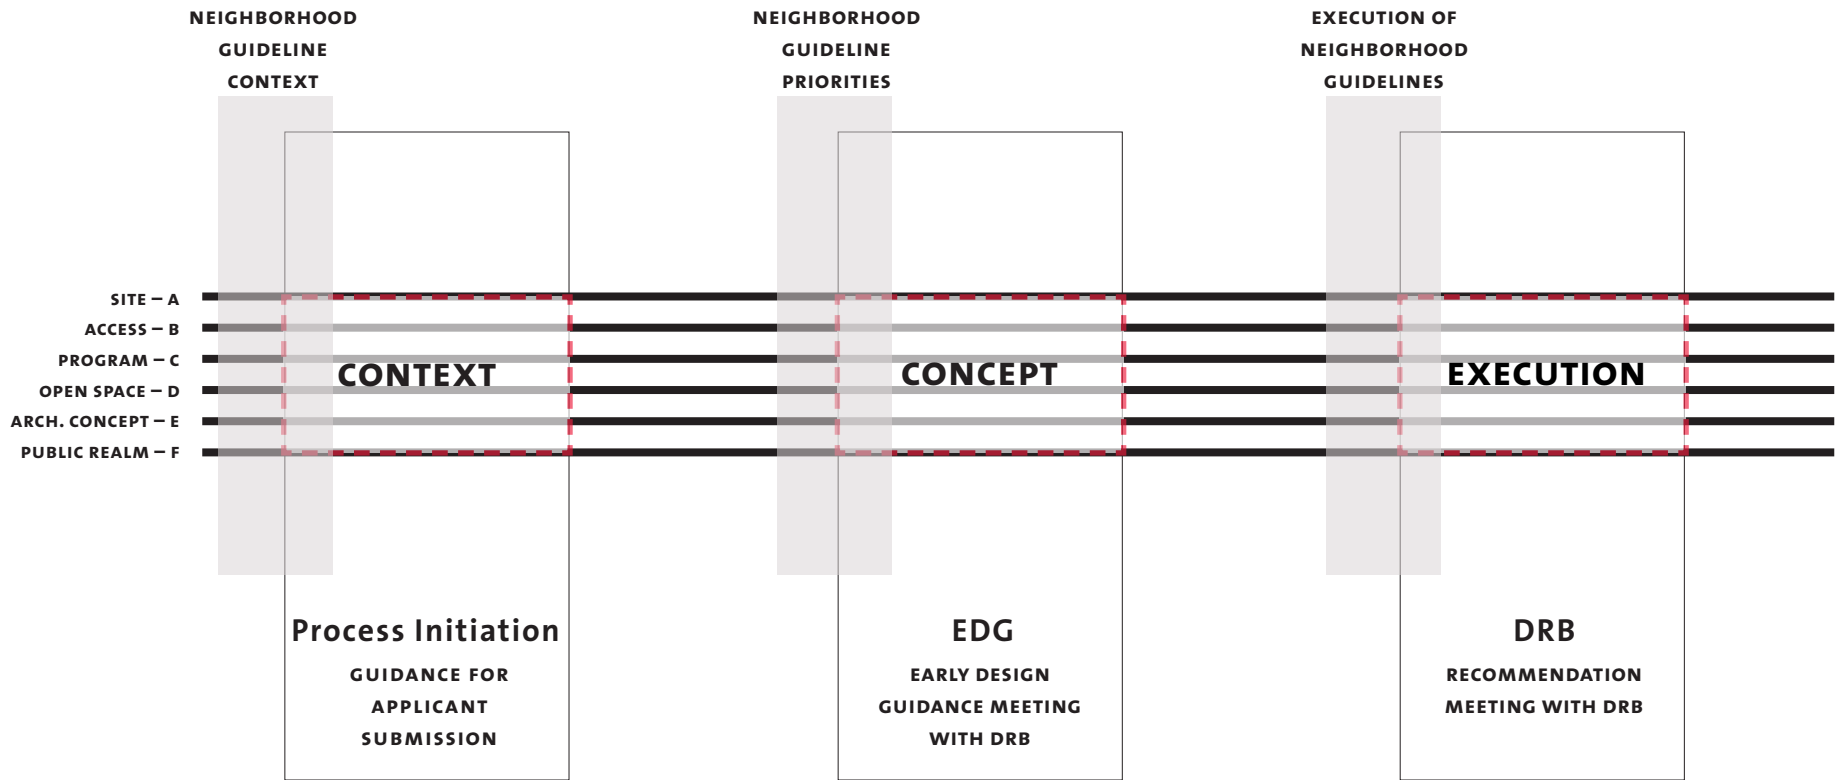 NEIGHBORHOOD
GUIDELINE
CONTEXT
NEIGHBORHOOD
GUIDELINE
PRIORITIES
EXECUTION OF
NEIGHBORHOOD
GUIDELINES
SITE – A
ACCESS – B
PROGRAM – C
OPEN SPACE – D
ARCH. CONCEPT – E
PUBLIC REALM – F
CONTEXT
CONCEPT
EXECUTION
Process Initiation
GUIDANCE FOR
APPLICANT
SUBMISSION
EDG
EARLY DESIGN
GUIDANCE MEETING
WITH DRB
DRB
RECOMMENDATION
MEETING WITH DRB